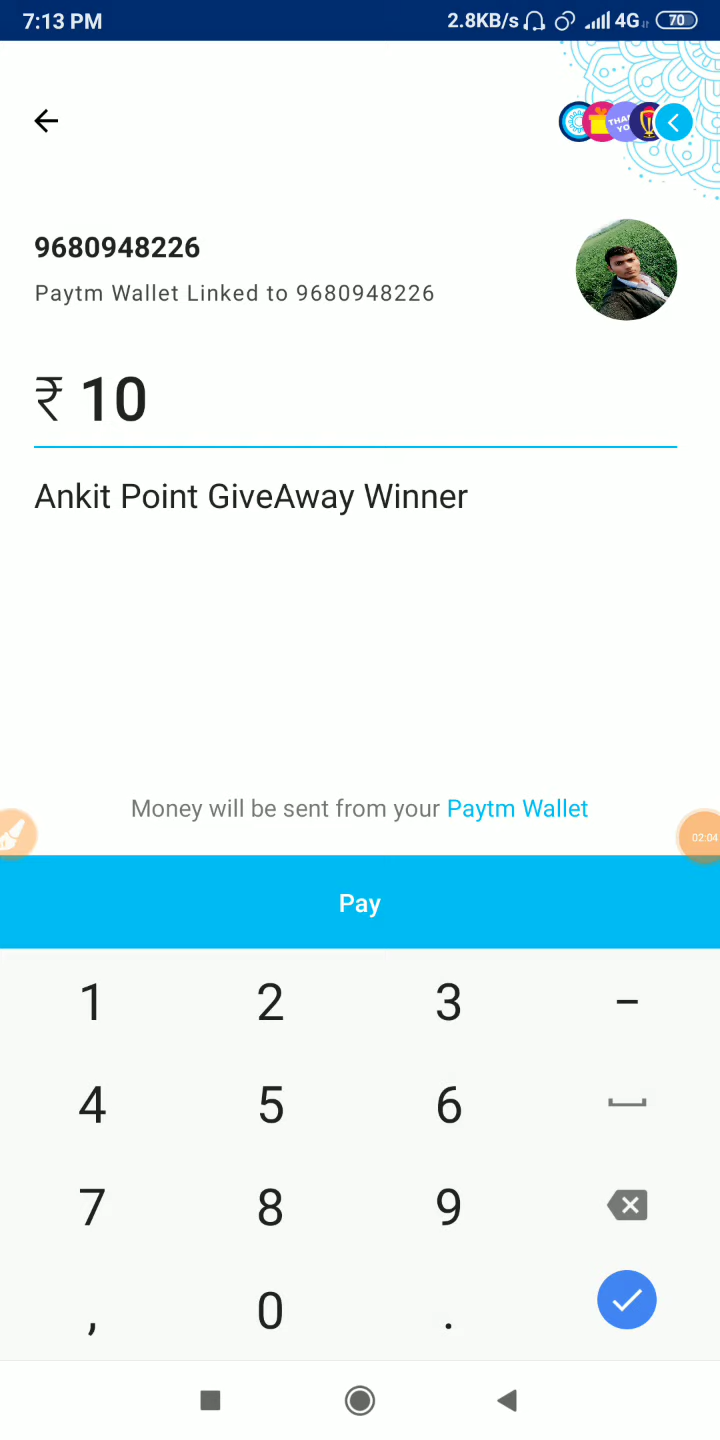 7:13 PM 2.8KB/s 4G 70
THAN
YO
9680948226
Paytm Wallet Linked to 9680948226
₹ 10
Ankit Point GiveAway Winner
Money will be sent from your Paytm Wallet
02:04
Pay
1 2 3 –
4 5 6
7 8 9
, 0 .